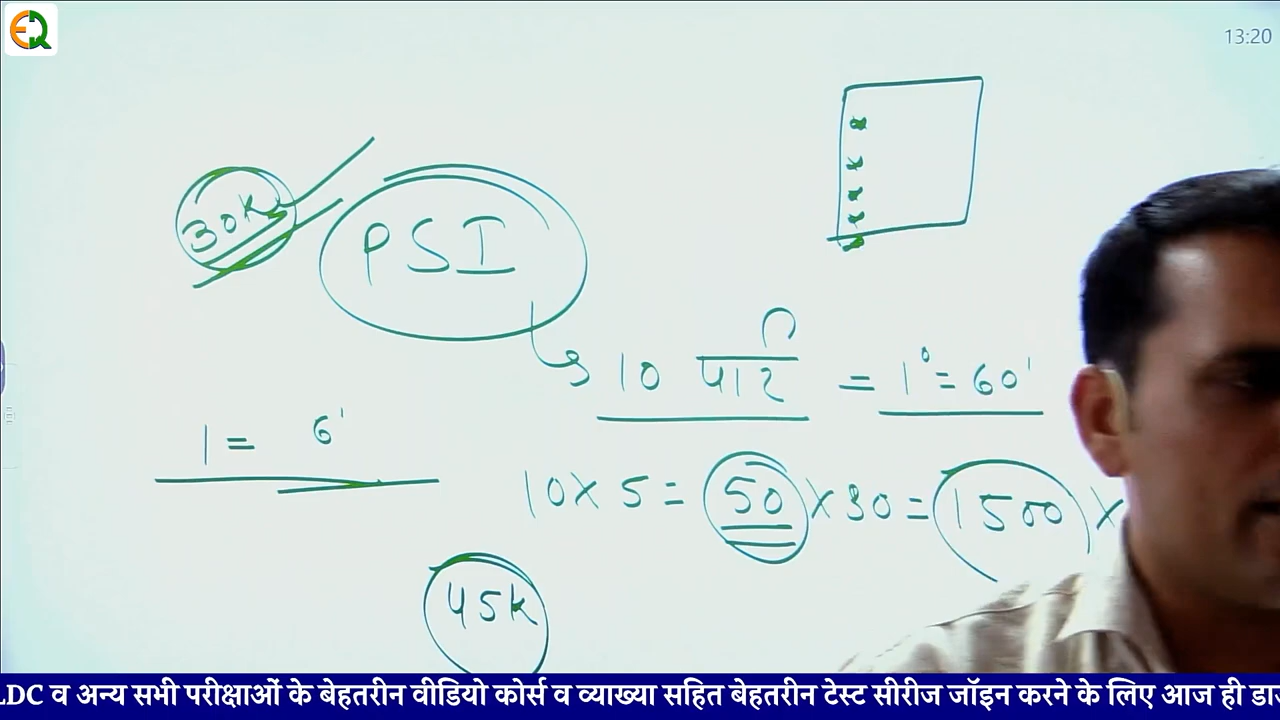 13:20
30K
PSI
10 पाठ = 1° = 60'
1 = 6'
10 x 5 = 50 x 30 = 1500 x
45K
LDC व अन्य सभी परीक्षाओं के बेहतरीन वीडियो कोर्स व व्याख्या सहित बेहतरीन टेस्ट सीरीज जॉइन करने के लिए आज ही